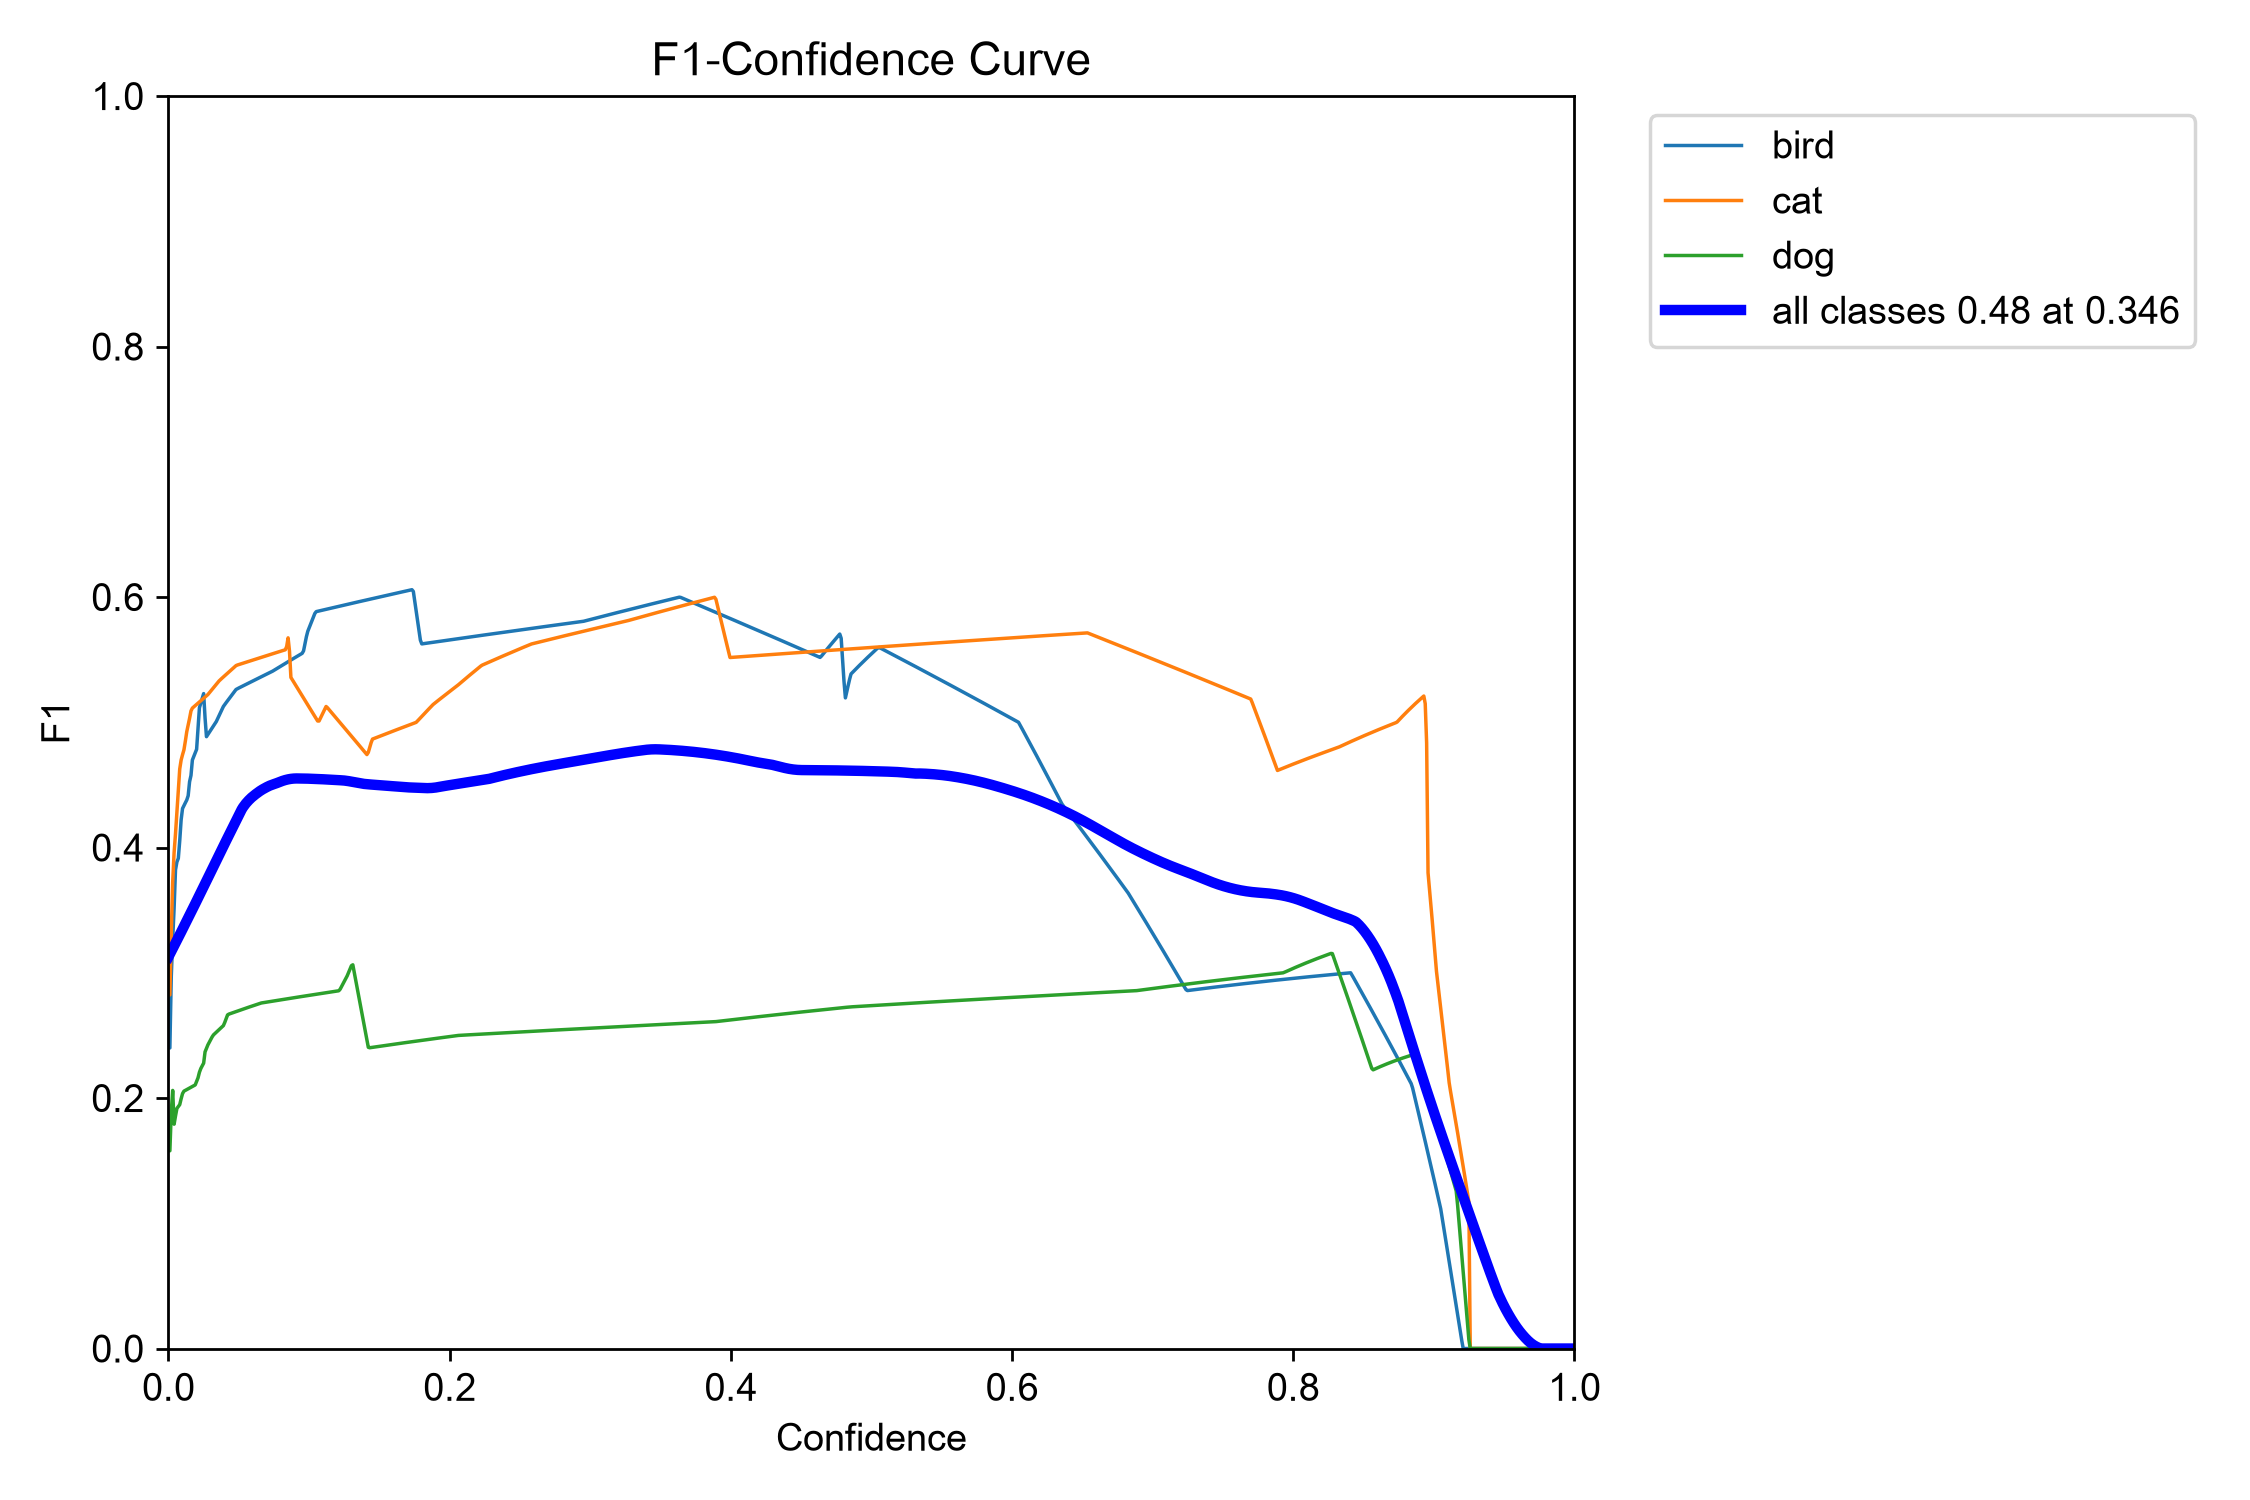 F1-Confidence Curve
1.0
0.8
0.6
0.4
0.2
0.0
F1
0.0 0.2 0.4 0.6 0.8 1.0
Confidence
bird
cat
dog
all classes 0.48 at 0.346